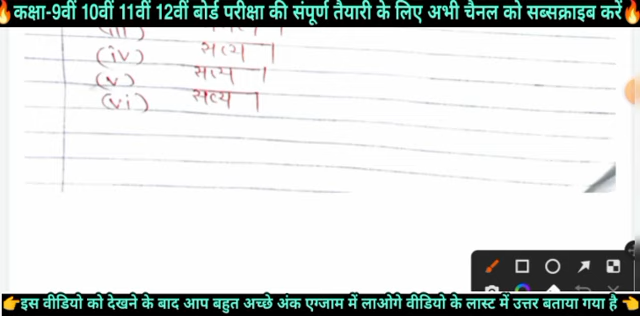 🔥कक्षा-9वीं 10वीं 11वीं 12वीं बोर्ड परीक्षा की संपूर्ण तैयारी के लिए अभी चैनल को सब्सक्राइब करें🔥
(iv) सत्य ।
(v) सत्य ।
(vi) सत्य ।
👉इस वीडियो को देखने के बाद आप बहुत अच्छे अंक एग्जाम में लाओगे वीडियो के लास्ट में उत्तर बताया गया है 👈